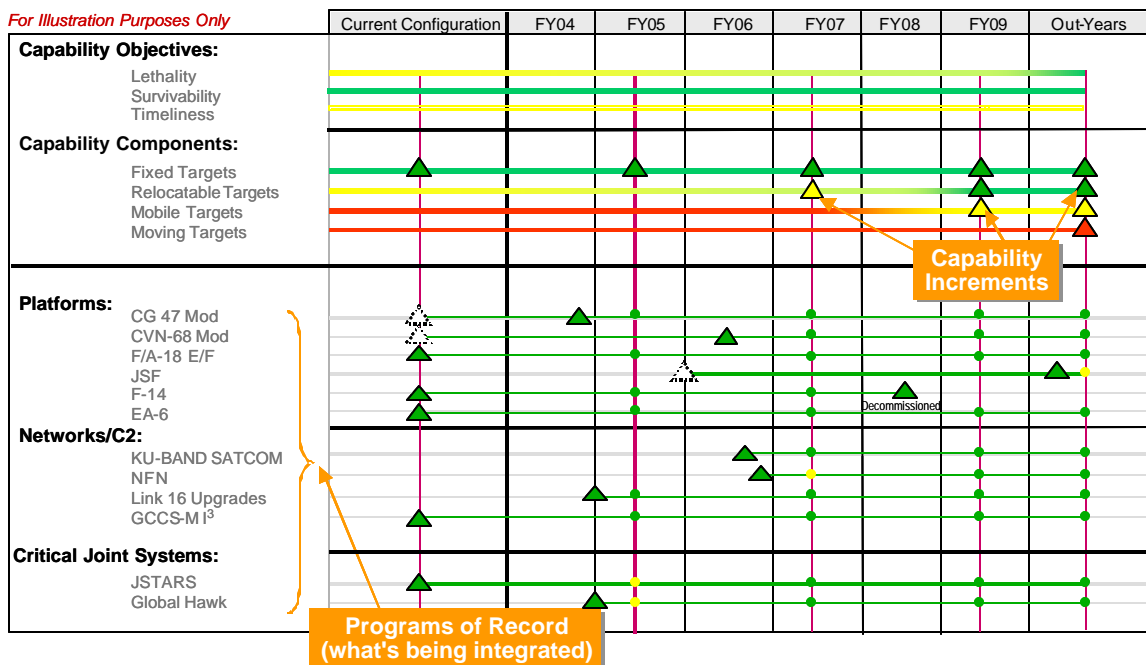 For Illustration Purposes Only
Current Configuration FY04 FY05 FY06 FY07 FY08 FY09 Out-Years
Capability Objectives:
Lethality
Survivability
Timeliness
Capability Components:
Fixed Targets
Relocatable Targets
Mobile Targets
Moving Targets
Capability
Increments
Platforms:
CG 47 Mod
CVN-68 Mod
F/A-18 E/F
JSF
F-14
Decommissioned
EA-6
Networks/C2:
KU-BAND SATCOM
NFN
Link 16 Upgrades
GCCS-M I³
Critical Joint Systems:
JSTARS
Global Hawk
Programs of Record
(what's being integrated)